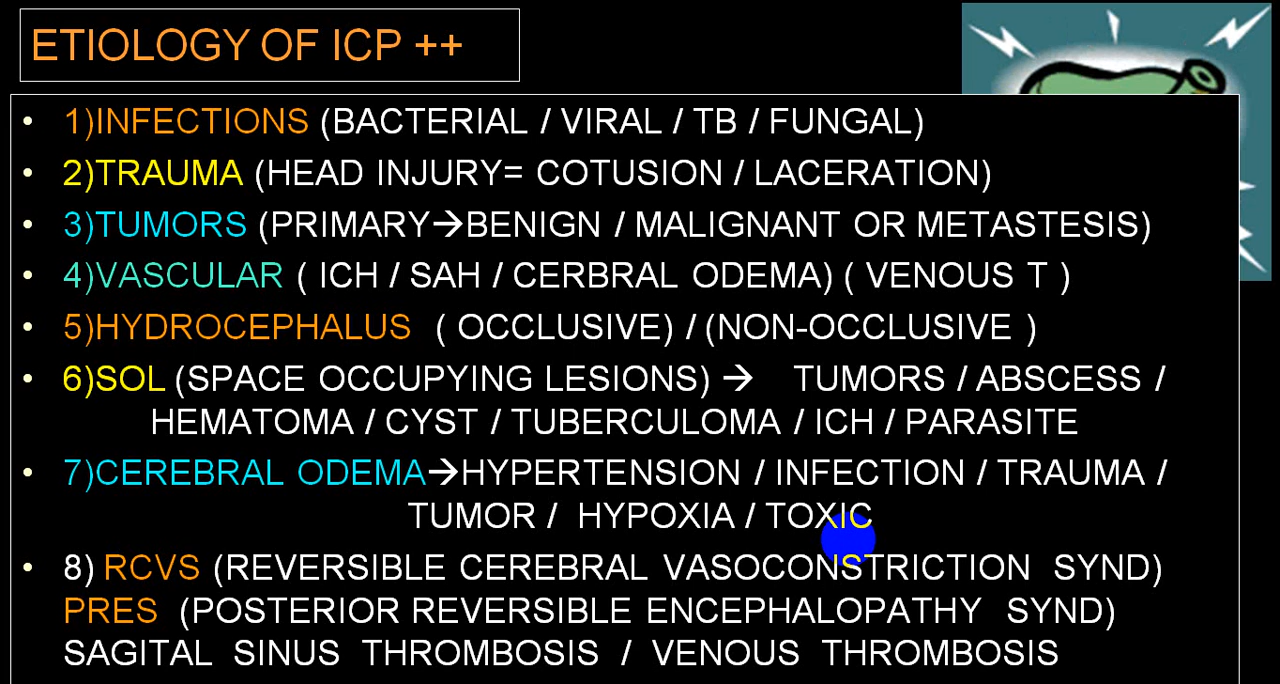 ETIOLOGY OF ICP ++
• 1)INFECTIONS (BACTERIAL / VIRAL / TB / FUNGAL)
• 2)TRAUMA (HEAD INJURY= COTUSION / LACERATION)
• 3)TUMORS (PRIMARY→BENIGN / MALIGNANT OR METASTESIS)
• 4)VASCULAR ( ICH / SAH / CERBRAL ODEMA) ( VENOUS T )
• 5)HYDROCEPHALUS ( OCCLUSIVE) / (NON-OCCLUSIVE )
• 6)SOL (SPACE OCCUPYING LESIONS) → TUMORS / ABSCESS /
HEMATOMA / CYST / TUBERCULOMA / ICH / PARASITE
• 7)CEREBRAL ODEMA→HYPERTENSION / INFECTION / TRAUMA /
TUMOR / HYPOXIA / TOXIC
• 8) RCVS (REVERSIBLE CEREBRAL VASOCONSTRICTION SYND)
PRES (POSTERIOR REVERSIBLE ENCEPHALOPATHY SYND)
SAGITAL SINUS THROMBOSIS / VENOUS THROMBOSIS